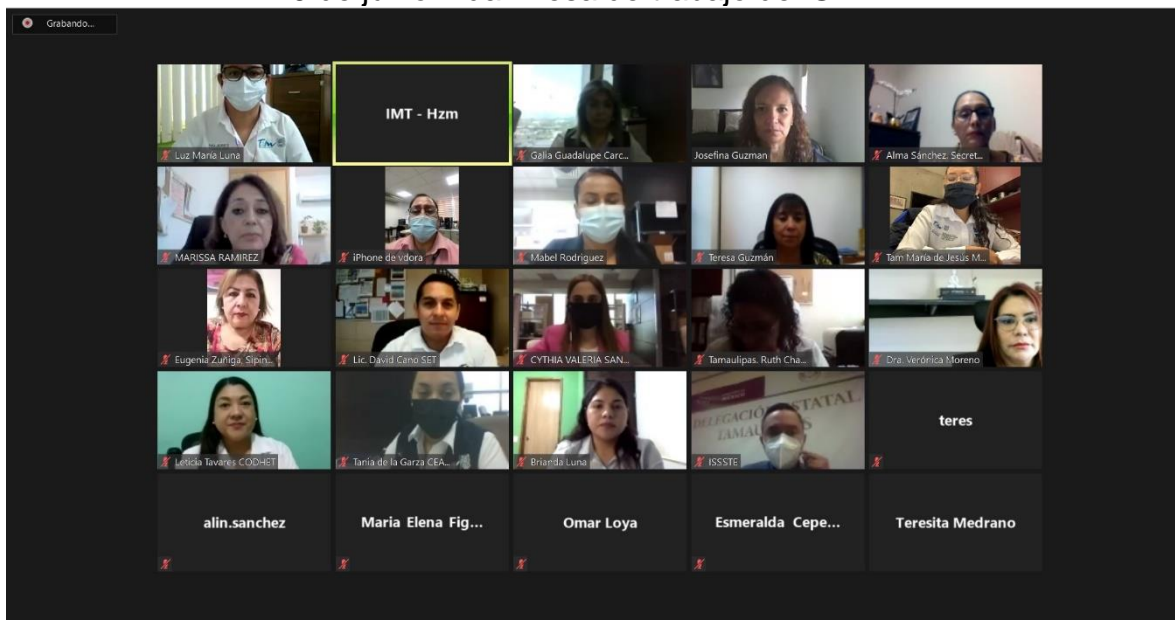 Grabando...
Luz Maria Luna
IMT - Hzm
Galia Guadalupe Carc...
Josefina Guzman
Alma Sánchez. Secret...
MARISSA RAMIREZ
iPhone de vdora
Mabel Rodriguez
Teresa Guzmán
Tam María de Jesús M...
Eugenia Zuñiga. Sipin...
Lic. David Cano SET
CYTHIA VALERIA SAN...
Tamaulipas. Ruth Cha...
Dra. Verónica Moreno
Leticia Tavares CODHET
Tania de la Garza CEA...
Brianda Luna
DELEGACIÓN ESTATAL
ISSSTE
teres
alin.sanchez
Maria Elena Fig...
Omar Loya
Esmeralda Cepe...
Teresita Medrano